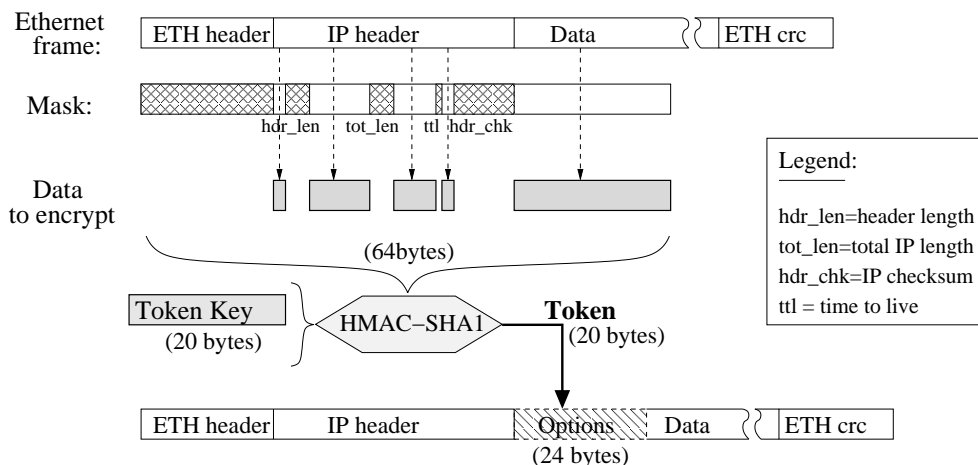 Ethernet
frame:
ETH header IP header Data ETH crc
Mask:
hdr_len tot_len ttl hdr_chk
Data
to encrypt
(64bytes)
Legend:
hdr_len=header length
tot_len=total IP length
hdr_chk=IP checksum
ttl = time to live
Token Key
(20 bytes)
HMAC−SHA1
Token
(20 bytes)
ETH header IP header Options Data ETH crc
(24 bytes)